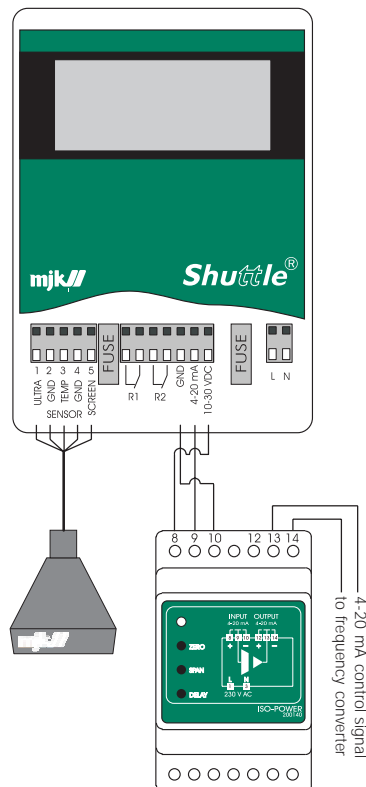 mjk
Shuttle®
FUSE
FUSE
1 2 3 4 5
ULTRA
GND
TEMP
GND
SCREEN
SENSOR
R1
R2
GND
4-20 mA
10-30 VDC
L N
8 9 10 12 13 14
mjk
INPUT OUTPUT
4-20 mA 4-20 mA
+ - + -
ZERO
SPAN
DELAY
L N
230 V AC
ISO-POWER
200140
4-20 mA control signal
to frequency converter